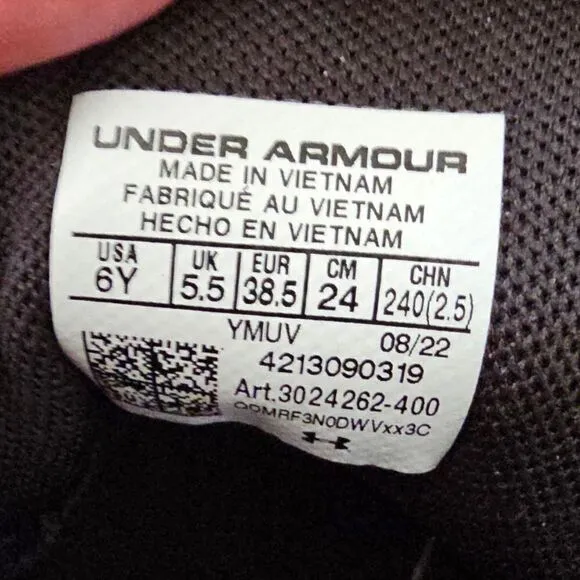 UNDER ARMOUR
MADE IN VIETNAM
FABRIQUÉ AU VIETNAM
HECHO EN VIETNAM
USA UK EUR CM CHN
6Y 5.5 38.5 24 240(2.5)
YMUV 08/22
4213090319
Art.3024262-400